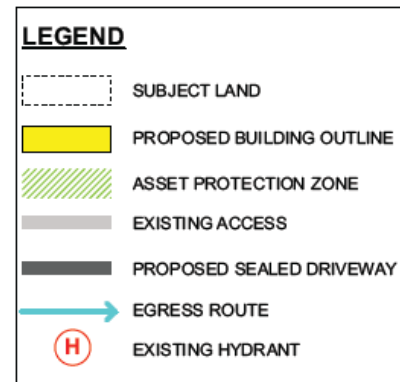 LEGEND
SUBJECT LAND
PROPOSED BUILDING OUTLINE
ASSET PROTECTION ZONE
EXISTING ACCESS
PROPOSED SEALED DRIVEWAY
EGRESS ROUTE
H EXISTING HYDRANT